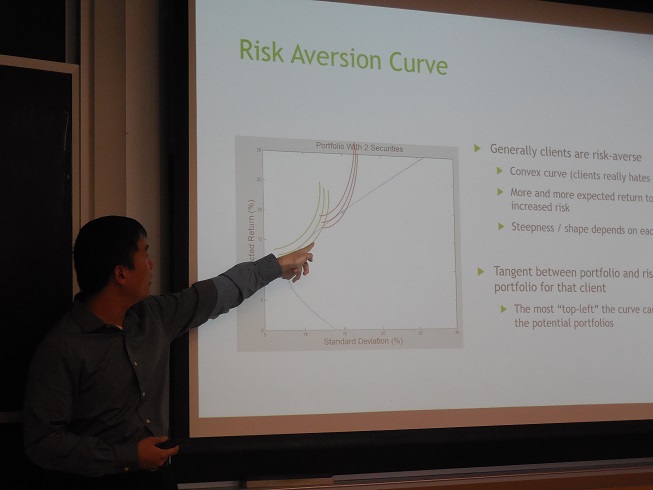 Risk Aversion Curve
Portfolio With 2 Securities
Generally clients are risk-averse
Convex curve (clients really hates
More and more expected return to
increased risk
Steepness / shape depends on eac
Tangent between portfolio and ris
portfolio for that client
The most “top-left” the curve can
the potential portfolios
cted Return (%)
Standard Deviation (%)